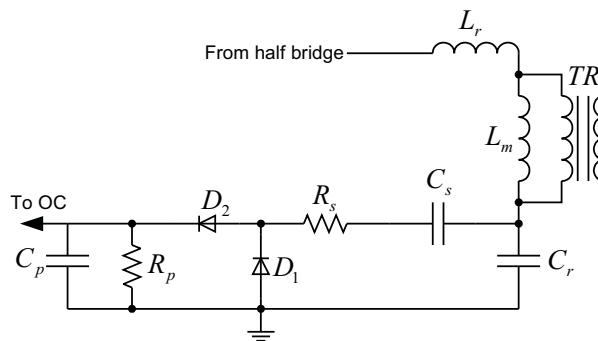 L_r
From half bridge
TR
L_m
C_s
R_s
D_2
To OC
C_p
R_p
D_1
C_r